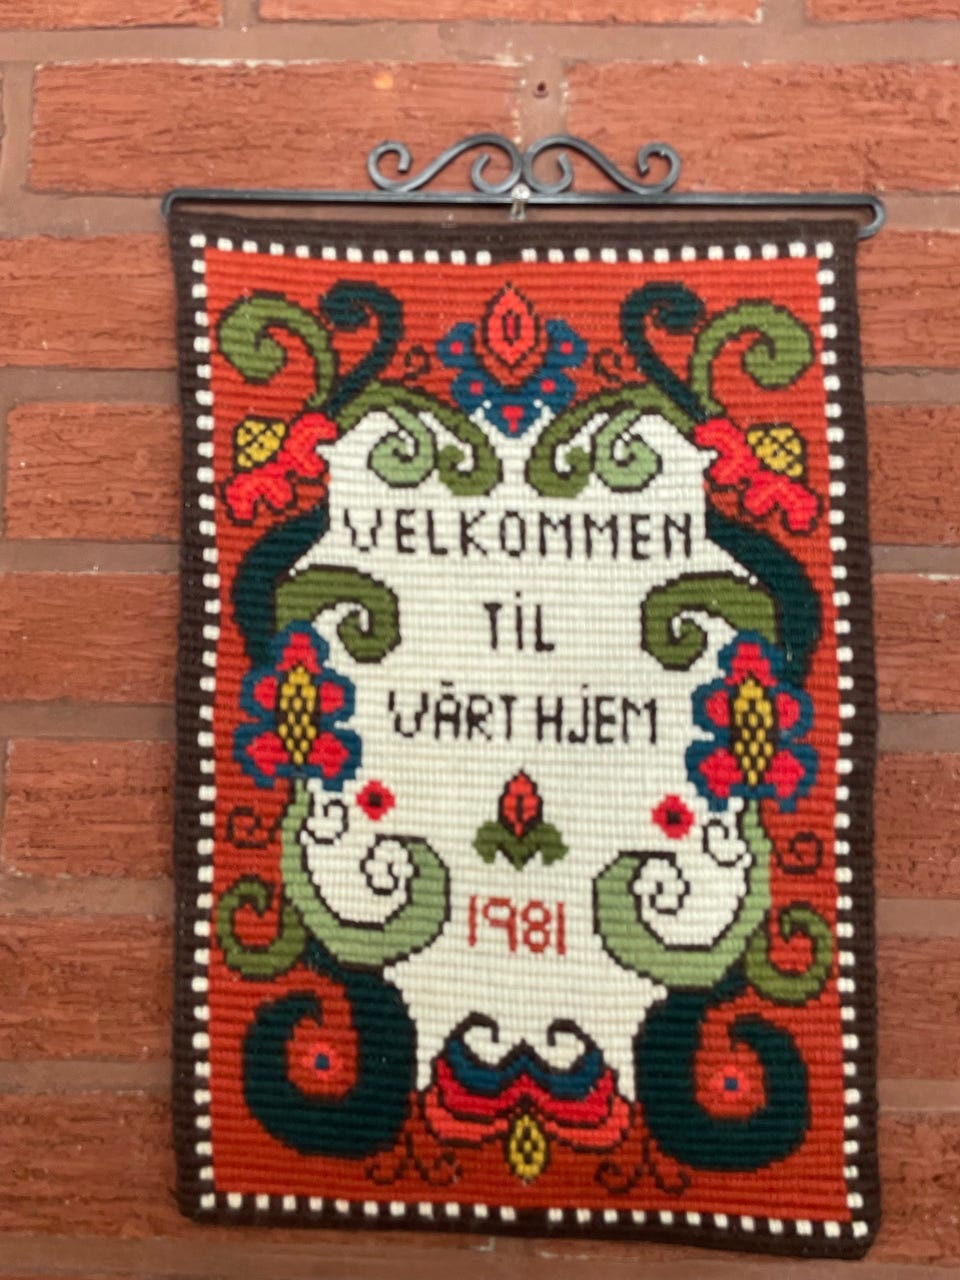 VELKOMMEN
TIL
VÅRT HJEM
1981